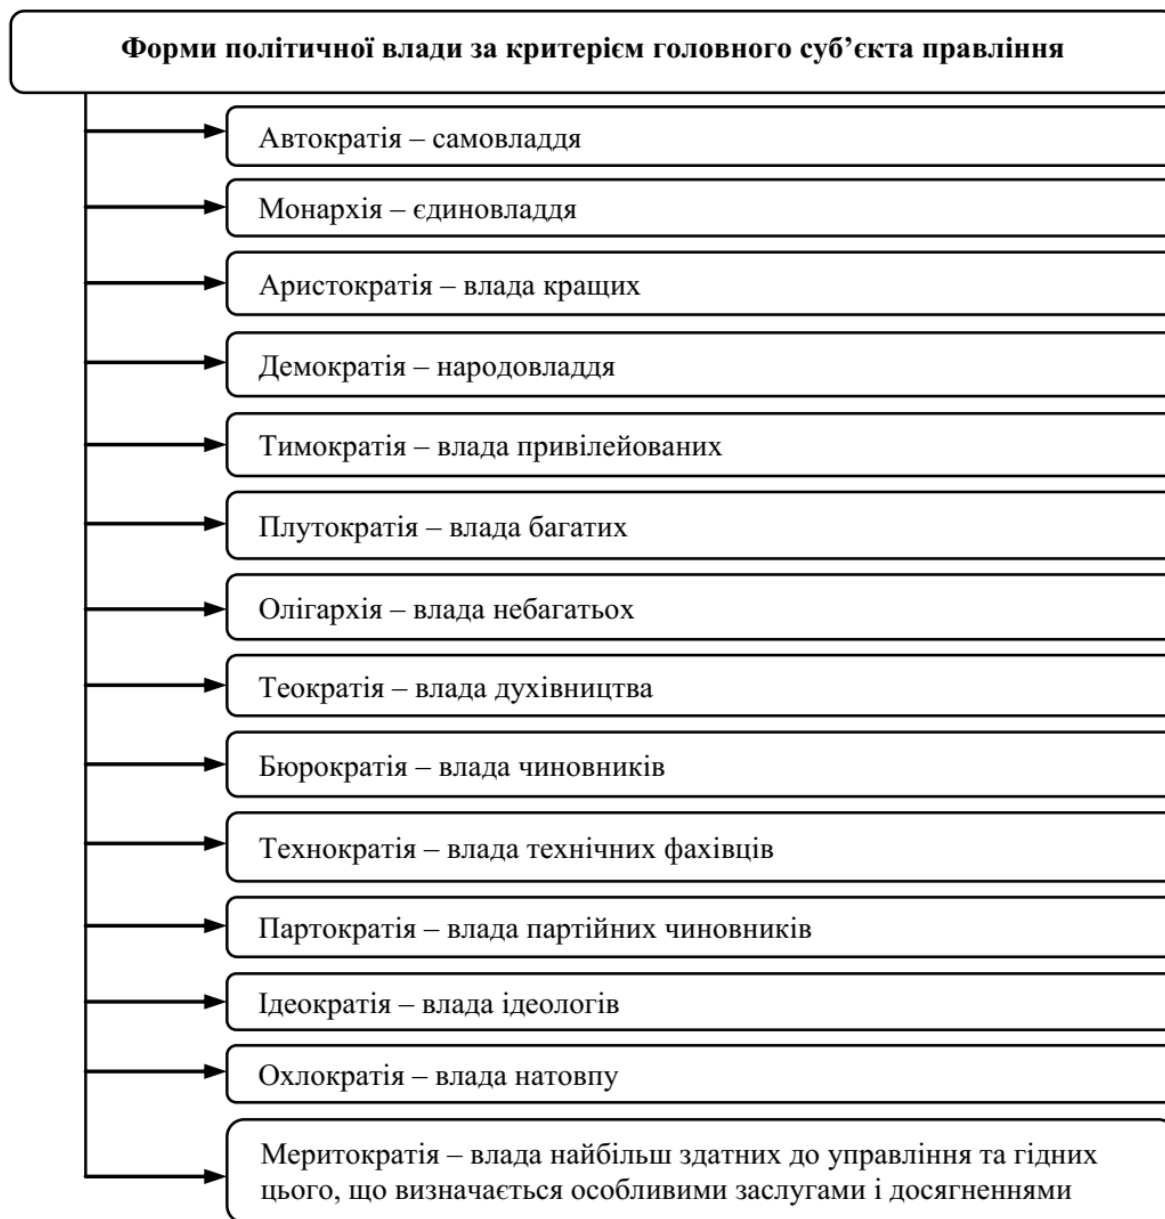 Форми політичної влади за критерієм головного суб’єкта правління
Автократія – самовладдя
Монархія – єдиновладдя
Аристократія – влада кращих
Демократія – народовладдя
Тимократія – влада привілейованих
Плутократія – влада багатих
Олігархія – влада небагатьох
Теократія – влада духівництва
Бюрократія – влада чиновників
Технократія – влада технічних фахівців
Партократія – влада партійних чиновників
Ідеократія – влада ідеологів
Охлократія – влада натовпу
Меритократія – влада найбільш здатних до управління та гідних
цього, що визначається особливими заслугами і досягненнями